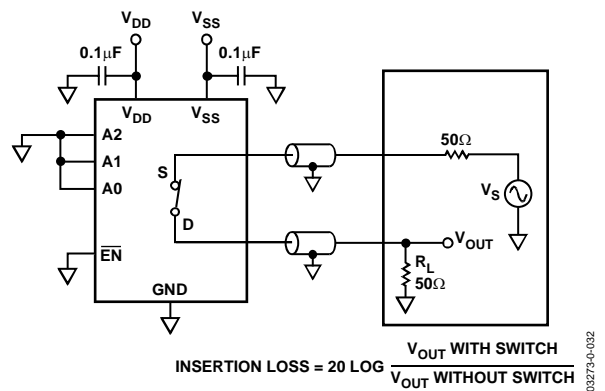 VDD
VSS
0.1µF
0.1µF
VDD
VSS
A2
A1
A0
S
D
EN
GND
50Ω
VS
VOUT
RL
50Ω
INSERTION LOSS = 20 LOG VOUT WITH SWITCH
VOUT WITHOUT SWITCH
03273-0-032